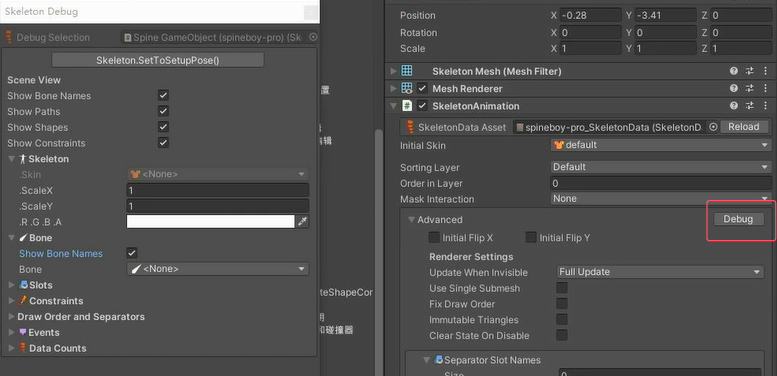 Skeleton Debug
Debug Selection
Spine GameObject (spineboy-pro) (Sk
Skeleton.SetToSetupPose()
Scene View
Show Bone Names
Show Paths
Show Shapes
Show Constraints
Skeleton
.Skin
<None>
.ScaleX
1
.ScaleY
1
.R .G .B .A
Bone
Show Bone Names
Bone
<None>
Slots
Constraints
Draw Order and Separators
Events
Data Counts
置
辑
teShapeCor
明
和碰撞器
Position
X -0.28 Y -3.41 Z 0
Rotation
X 0 Y 0 Z 0
Scale
X 1 Y 1 Z 1
Skeleton Mesh (Mesh Filter)
Mesh Renderer
SkeletonAnimation
SkeletonData Asset
spineboy-pro_SkeletonData (SkeletonD
Reload
Initial Skin
default
Sorting Layer
Default
Order in Layer
0
Mask Interaction
None
Advanced
Debug
Initial Flip X
Initial Flip Y
Renderer Settings
Update When Invisible
Full Update
Use Single Submesh
Fix Draw Order
Immutable Triangles
Clear State On Disable
Separator Slot Names
Size